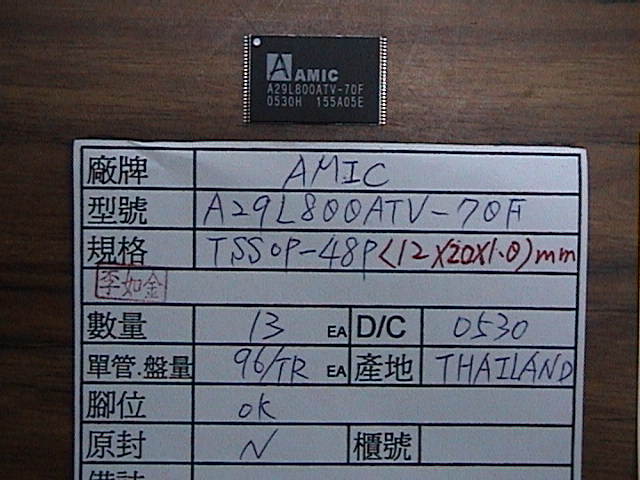 A AMIC
A29L800ATV-70F
0530H 155A05E
廠牌 AMIC
型號 A29L800ATV-70F
規格 TSSOP-48P(12X20X1.0)mm
李如金
數量 13 EA D/C 0530
單管.盤量 96/TR EA 產地 THAILAND
腳位 ok
原封 N 櫃號
備註